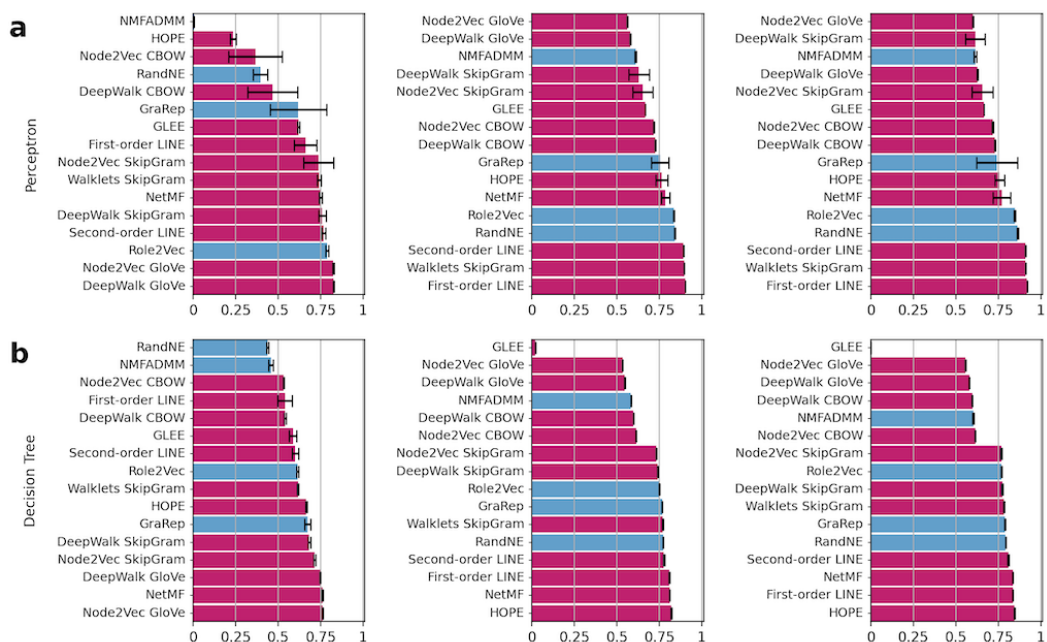 a
Perceptron
NMFADMM
HOPE
Node2Vec CBOW
RandNE
DeepWalk CBOW
GraRep
GLEE
First-order LINE
Node2Vec SkipGram
Walklets SkipGram
NetMF
DeepWalk SkipGram
Second-order LINE
Role2Vec
Node2Vec GloVe
DeepWalk GloVe
0 0.25 0.5 0.75 1
Node2Vec GloVe
DeepWalk GloVe
NMFADMM
DeepWalk SkipGram
Node2Vec SkipGram
GLEE
Node2Vec CBOW
DeepWalk CBOW
GraRep
HOPE
NetMF
Role2Vec
RandNE
Second-order LINE
Walklets SkipGram
First-order LINE
0 0.25 0.5 0.75 1
Node2Vec GloVe
DeepWalk SkipGram
NMFADMM
DeepWalk GloVe
Node2Vec SkipGram
GLEE
Node2Vec CBOW
DeepWalk CBOW
GraRep
HOPE
NetMF
Role2Vec
RandNE
Second-order LINE
Walklets SkipGram
First-order LINE
0 0.25 0.5 0.75 1
b
Decision Tree
RandNE
NMFADMM
Node2Vec CBOW
First-order LINE
DeepWalk CBOW
GLEE
Second-order LINE
Role2Vec
Walklets SkipGram
HOPE
GraRep
DeepWalk SkipGram
Node2Vec SkipGram
DeepWalk GloVe
NetMF
Node2Vec GloVe
0 0.25 0.5 0.75 1
GLEE
Node2Vec GloVe
DeepWalk GloVe
NMFADMM
DeepWalk CBOW
Node2Vec CBOW
Node2Vec SkipGram
DeepWalk SkipGram
Role2Vec
GraRep
Walklets SkipGram
RandNE
Second-order LINE
First-order LINE
NetMF
HOPE
0 0.25 0.5 0.75 1
GLEE
Node2Vec GloVe
DeepWalk GloVe
DeepWalk CBOW
NMFADMM
Node2Vec CBOW
Node2Vec SkipGram
Role2Vec
DeepWalk SkipGram
Walklets SkipGram
GraRep
RandNE
Second-order LINE
NetMF
First-order LINE
HOPE
0 0.25 0.5 0.75 1